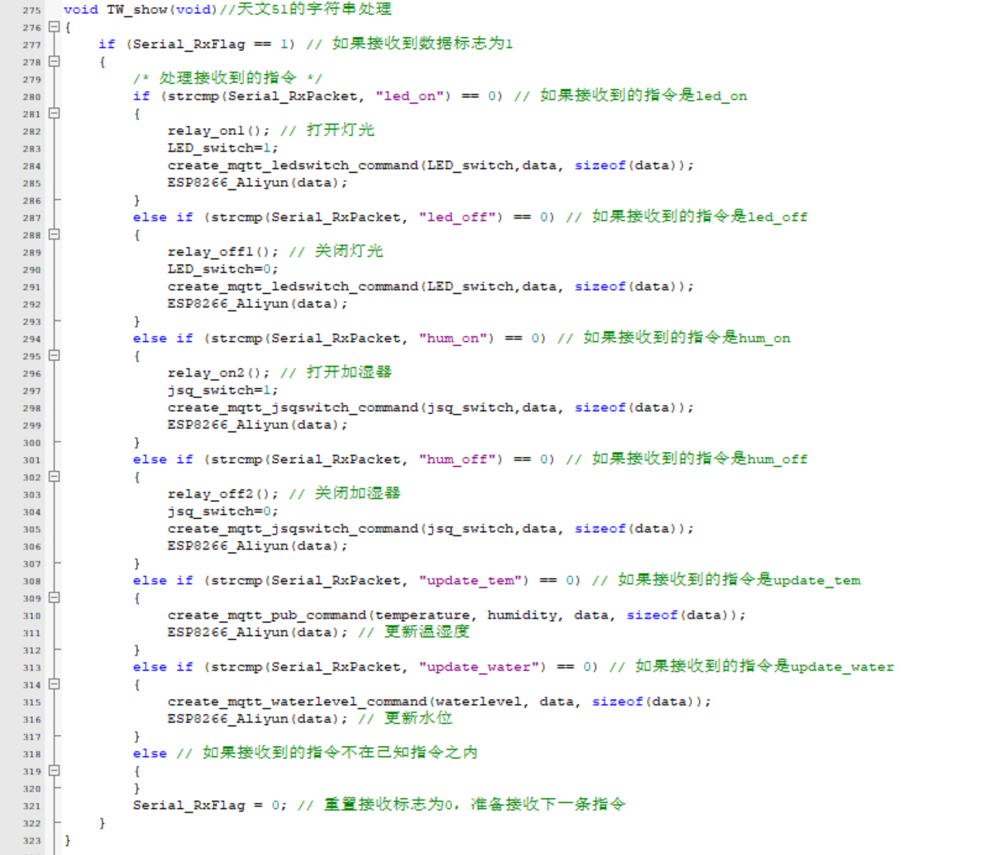 275 void TW_show(void)//天文51的字符串处理
276 {
277 if (Serial_RxFlag == 1) // 如果接收到数据标志为1
278 {
279 /* 处理接收到的指令 */
280 if (strcmp(Serial_RxPacket, "led_on") == 0) // 如果接收到的指令是led_on
281 {
282 relay_on1(); // 打开灯光
283 LED_switch=1;
284 create_mqtt_ledswitch_command(LED_switch,data, sizeof(data));
285 ESP8266_Aliyun(data);
286 }
287 else if (strcmp(Serial_RxPacket, "led_off") == 0) // 如果接收到的指令是led_off
288 {
289 relay_off1(); // 关闭灯光
290 LED_switch=0;
291 create_mqtt_ledswitch_command(LED_switch,data, sizeof(data));
292 ESP8266_Aliyun(data);
293 }
294 else if (strcmp(Serial_RxPacket, "hum_on") == 0) // 如果接收到的指令是hum_on
295 {
296 relay_on2(); // 打开加湿器
297 jsq_switch=1;
298 create_mqtt_jsqswitch_command(jsq_switch,data, sizeof(data));
299 ESP8266_Aliyun(data);
300 }
301 else if (strcmp(Serial_RxPacket, "hum_off") == 0) // 如果接收到的指令是hum_off
302 {
303 relay_off2(); // 关闭加湿器
304 jsq_switch=0;
305 create_mqtt_jsqswitch_command(jsq_switch,data, sizeof(data));
306 ESP8266_Aliyun(data);
307 }
308 else if (strcmp(Serial_RxPacket, "update_tem") == 0) // 如果接收到的指令是update_tem
309 {
310 create_mqtt_pub_command(temperature, humidity, data, sizeof(data));
311 ESP8266_Aliyun(data); // 更新温湿度
312 }
313 else if (strcmp(Serial_RxPacket, "update_water") == 0) // 如果接收到的指令是update_water
314 {
315 create_mqtt_waterlevel_command(waterlevel, data, sizeof(data));
316 ESP8266_Aliyun(data); // 更新水位
317 }
318 else // 如果接收到的指令不在已知指令之内
319 {
320 }
321 Serial_RxFlag = 0; // 重置接收标志为0，准备接收下一条指令
322 }
323 }